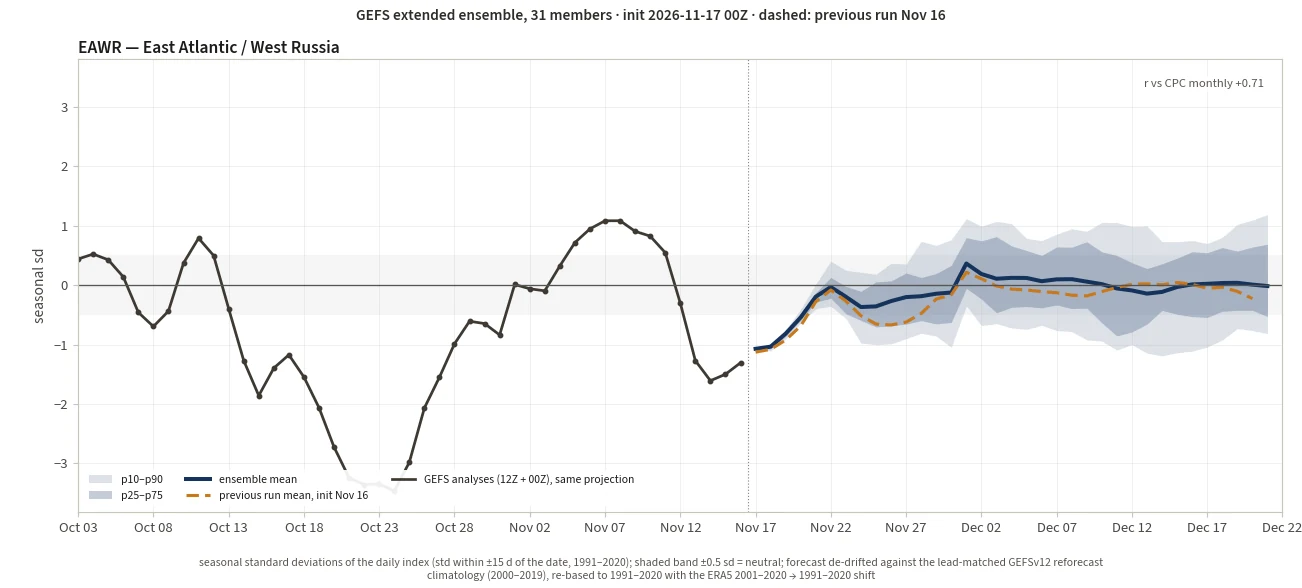 GEFS extended ensemble, 31 members · init 2026-11-17 00Z · dashed: previous run Nov 16
EAWR — East Atlantic / West Russia
r vs CPC monthly +0.71
seasonal sd
3
2
1
0
−1
−2
−3
p10–p90
ensemble mean
GEFS analyses (12Z + 00Z), same projection
p25–p75
previous run mean, init Nov 16
Oct 03
Oct 08
Oct 13
Oct 18
Oct 23
Oct 28
Nov 02
Nov 07
Nov 12
Nov 17
Nov 22
Nov 27
Dec 02
Dec 07
Dec 12
Dec 17
Dec 22
seasonal standard deviations of the daily index (std within ±15 d of the date, 1991–2020); shaded band ±0.5 sd = neutral; forecast de-drifted against the lead-matched GEFSv12 reforecast
climatology (2000–2019), re-based to 1991–2020 with the ERA5 2001–2020 → 1991–2020 shift